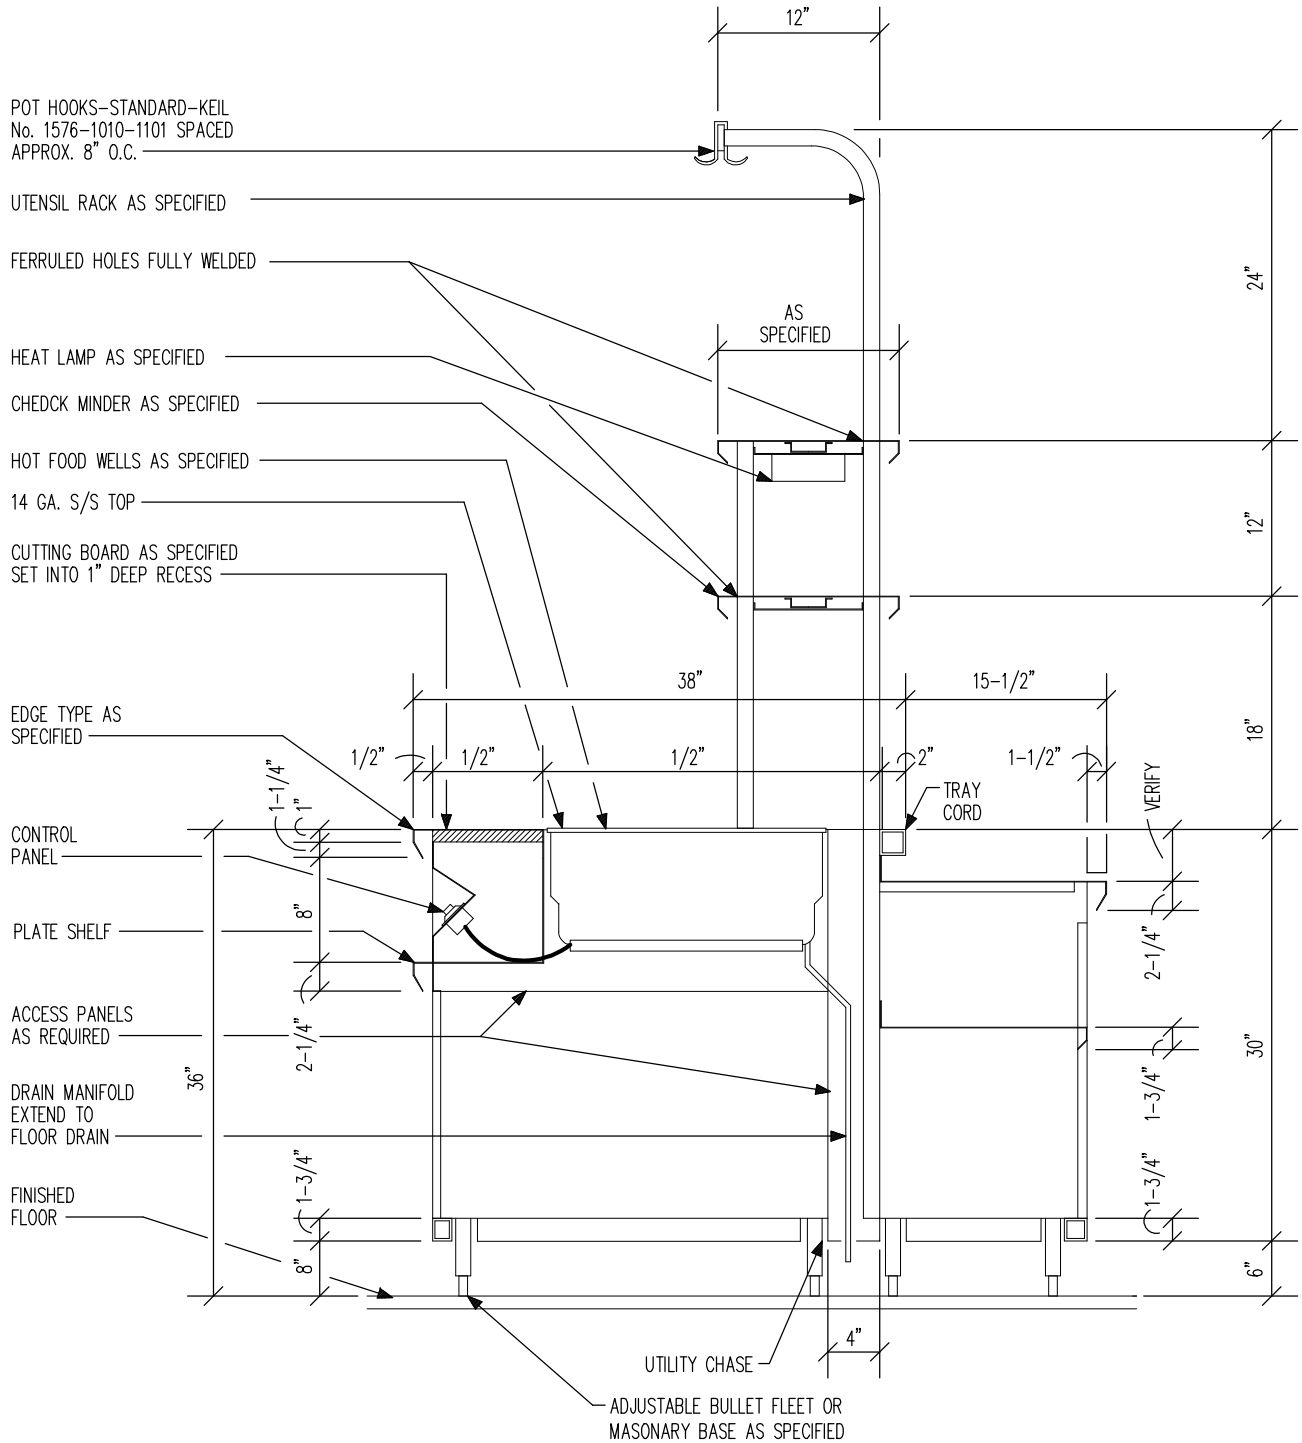 12”
POT HOOKS-STANDARD-KEIL
No. 1576-1010-1101 SPACED
APPROX. 8” O.C.
UTENSIL RACK AS SPECIFIED
FERRULED HOLES FULLY WELDED
24”
AS
SPECIFIED
HEAT LAMP AS SPECIFIED
CHEDCK MINDER AS SPECIFIED
HOT FOOD WELLS AS SPECIFIED
14 GA. S/S TOP
12”
CUTTING BOARD AS SPECIFIED
SET INTO 1” DEEP RECESS
38”
15-1/2”
EDGE TYPE AS
SPECIFIED
18”
1/2”
1/2”
1/2”
2”
1-1/2”
VERIFY
1-1/4”
1”
TRAY
CORD
CONTROL
PANEL
8”
PLATE SHELF
2-1/4”
ACCESS PANELS
AS REQUIRED
2-1/4”
36”
30”
DRAIN MANIFOLD
EXTEND TO
FLOOR DRAIN
1-3/4”
1-3/4”
1-3/4”
FINISHED
FLOOR
8”
6”
4”
UTILITY CHASE
ADJUSTABLE BULLET FLEET OR
MASONARY BASE AS SPECIFIED